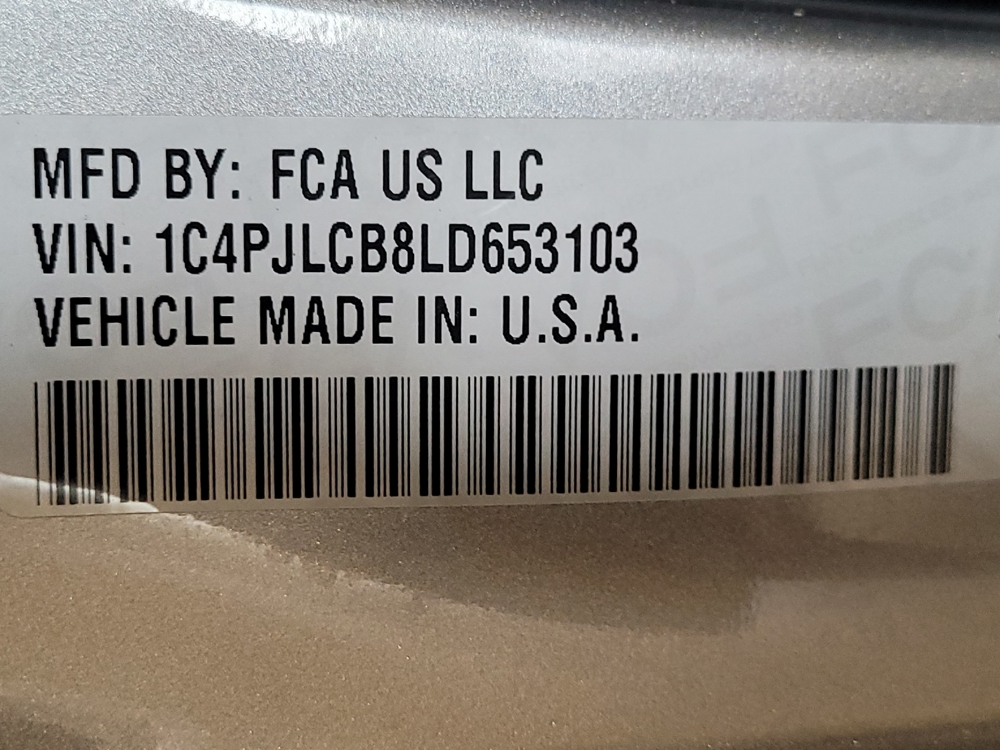 MFD BY: FCA US LLC
VIN: 1C4PJLCB8LD653103
VEHICLE MADE IN: U.S.A.